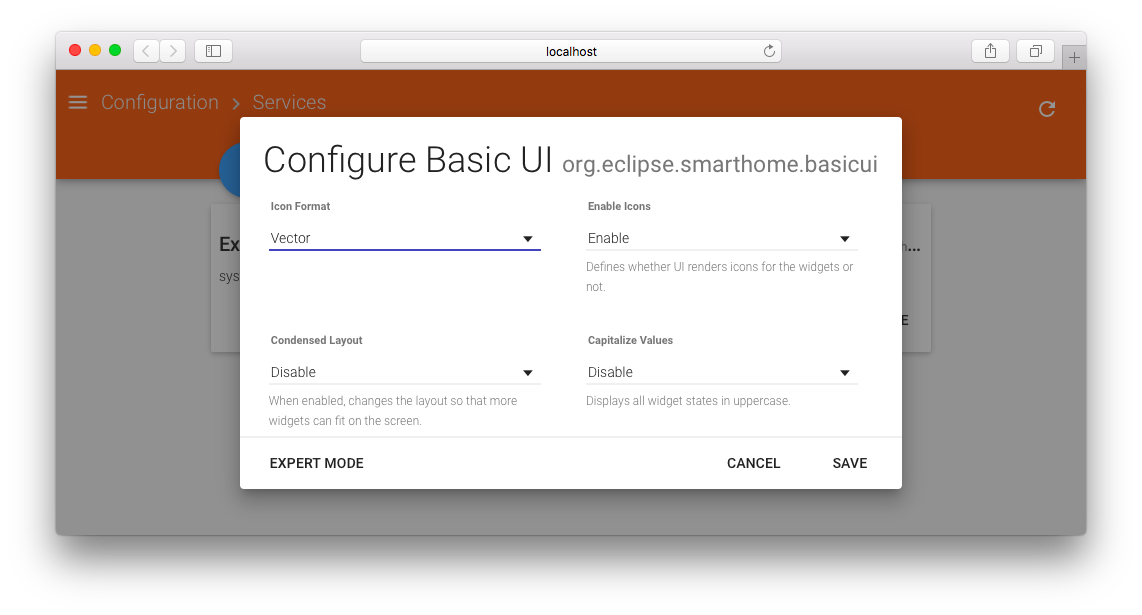 localhost
Configuration
Services
Configure Basic UI org.eclipse.smarthome.basicui
Icon Format
Enable Icons
Vector
Enable
Defines whether UI renders icons for the widgets or
not.
Condensed Layout
Capitalize Values
Disable
Disable
When enabled, changes the layout so that more
widgets can fit on the screen.
Displays all widget states in uppercase.
EXPERT MODE
CANCEL
SAVE